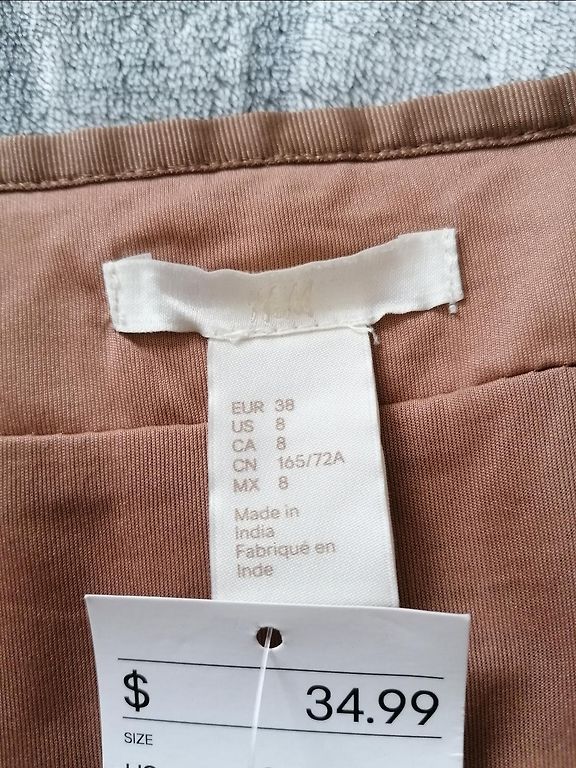 H&M
EUR 38
US 8
CA 8
CN 165/72A
MX 8
Made in
India
Fabriqué en
Inde
$ 34.99
SIZE